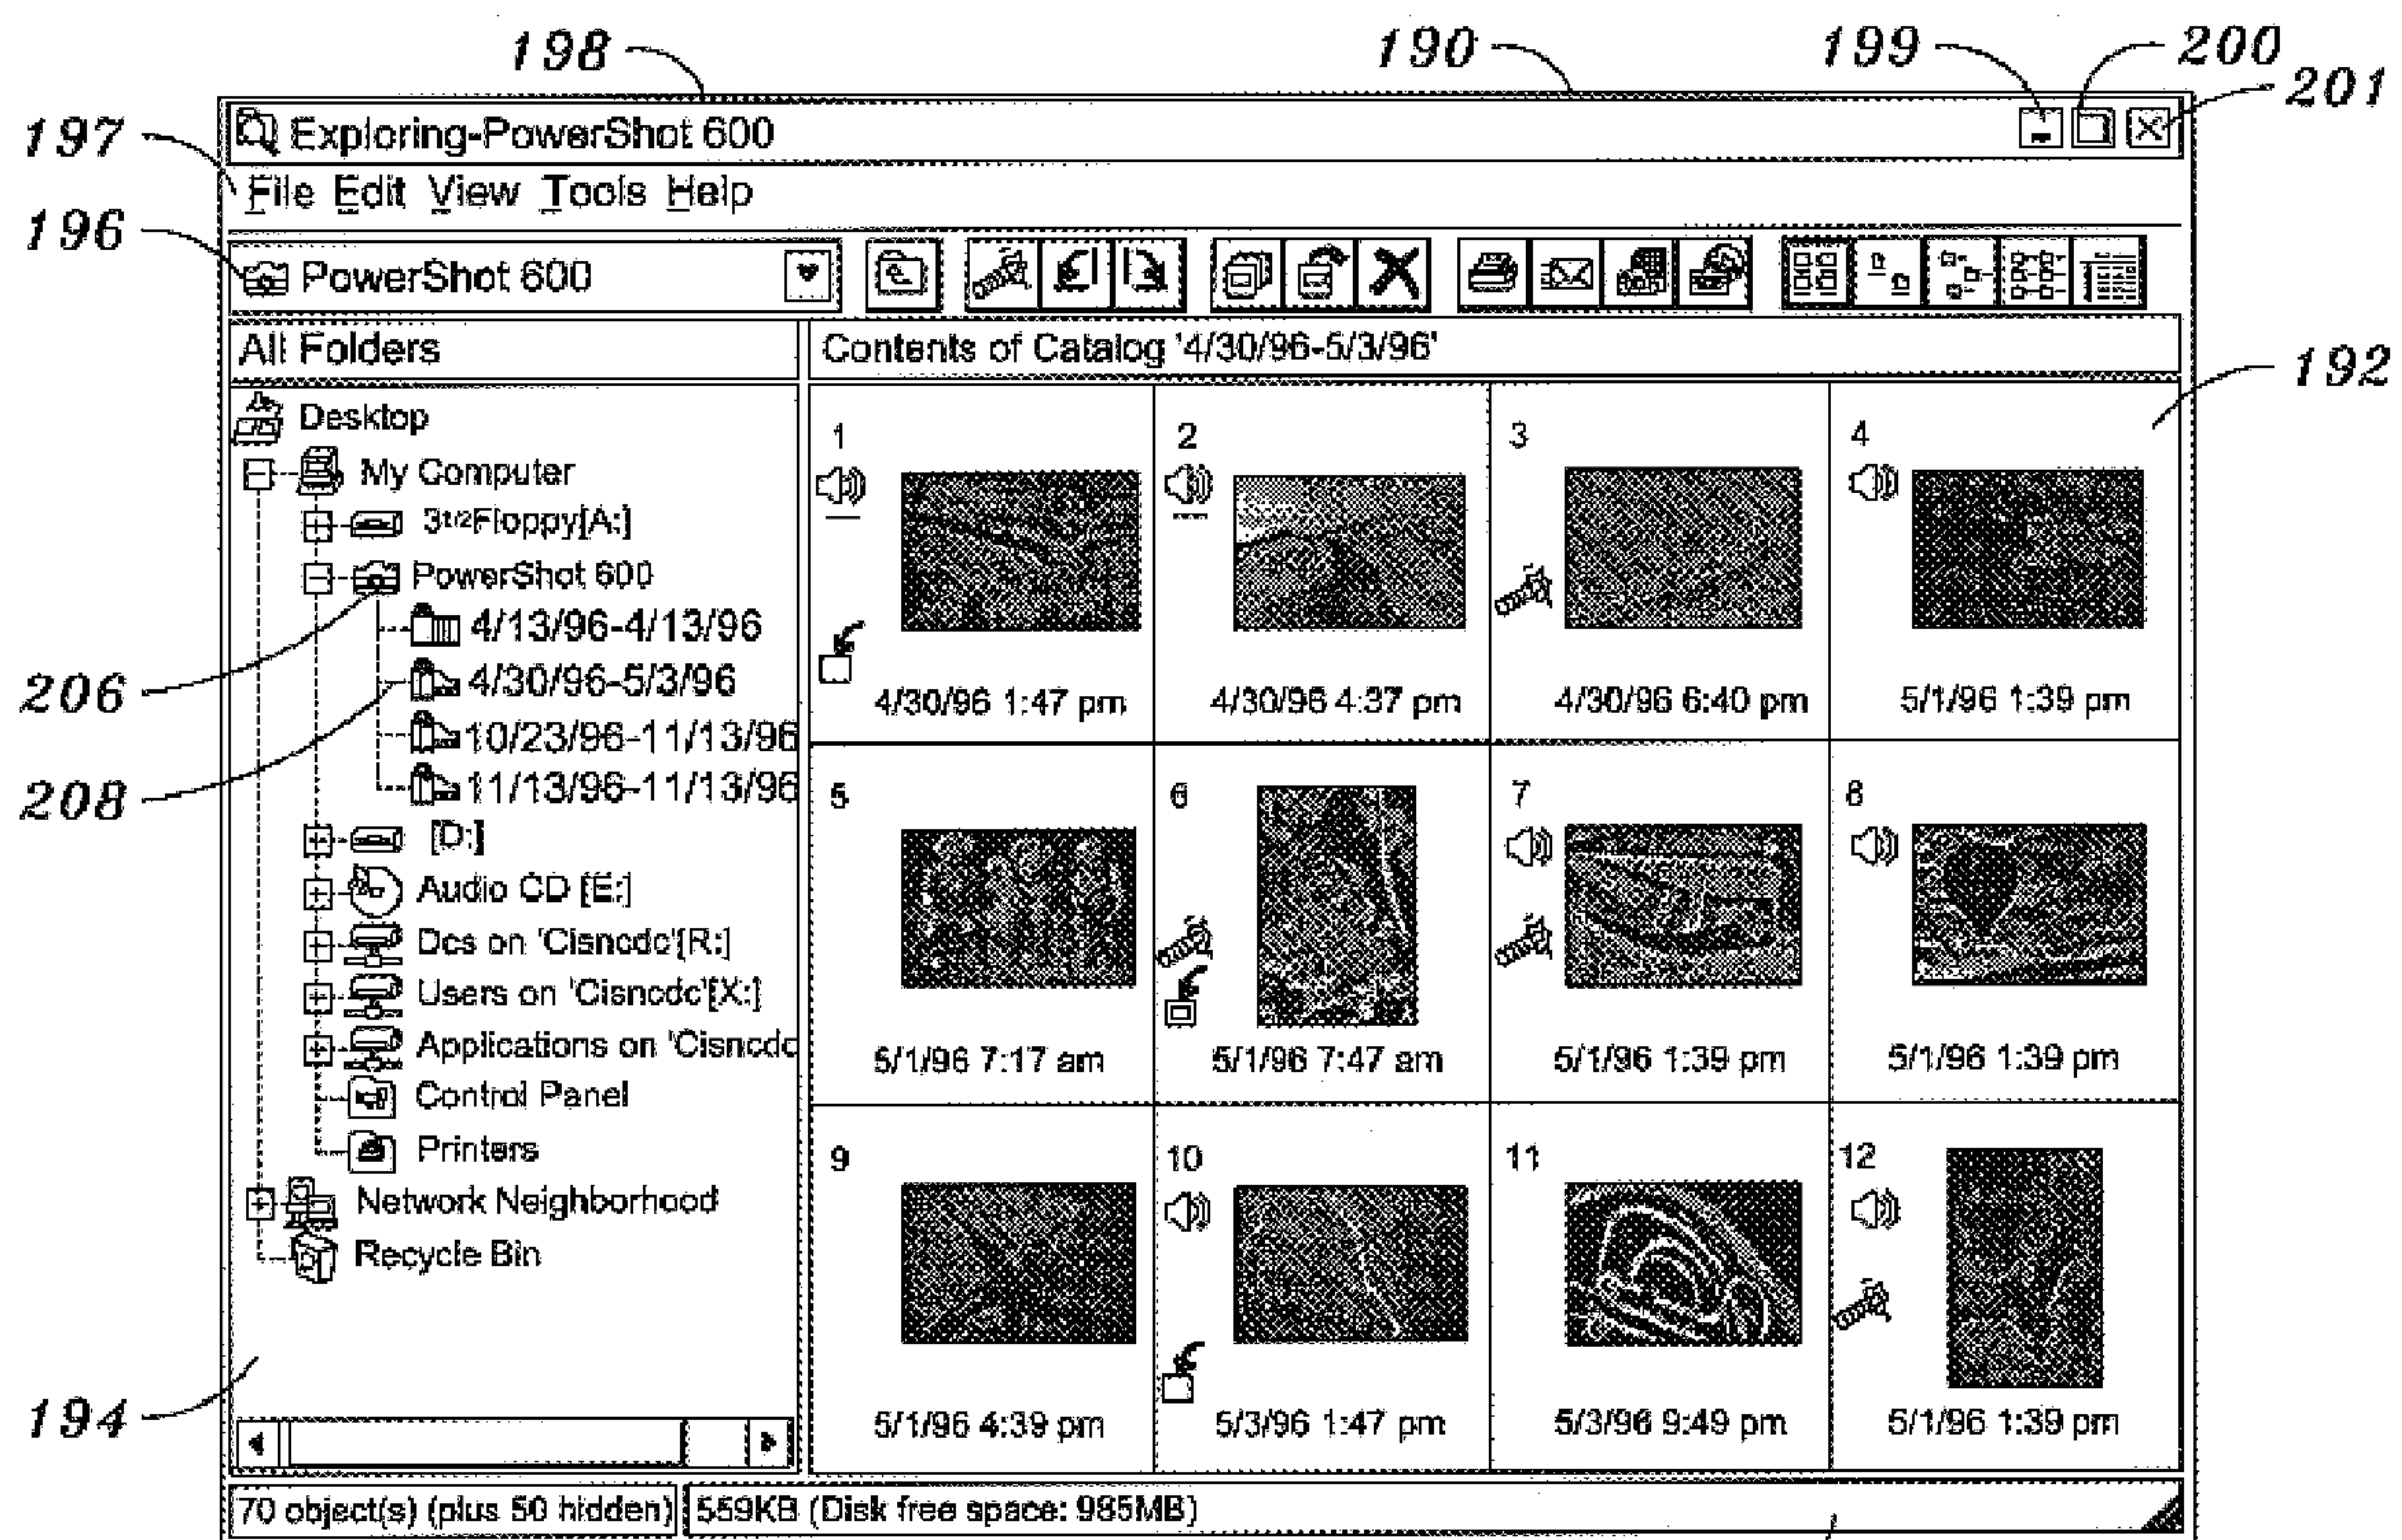 198 190 199 200
201
197
Exploring-PowerShot 600
File Edit View Tools Help
196
PowerShot 600
All Folders
Contents of Catalog '4/30/96-5/3/96'
192
Desktop
My Computer
3 1/2 Floppy[A:]
PowerShot 600
4/13/96-4/13/96
4/30/96-5/3/96
10/23/96-11/13/96
11/13/96-11/13/96
[D:]
Audio CD [E:]
Dcs on 'Cisncdc'[R:]
Users on 'Cisncdc'[X:]
Applications on 'Cisncdc
Control Panel
Printers
Network Neighborhood
Recycle Bin
206
208
194
1 2 3 4
4/30/96 1:47 pm 4/30/96 4:37 pm 4/30/96 6:40 pm 5/1/96 1:39 pm
5 6 7 8
5/1/96 7:17 am 5/1/96 7:47 am 5/1/96 1:39 pm 5/1/96 1:39 pm
9 10 11 12
5/1/96 4:39 pm 5/3/96 1:47 pm 5/3/96 9:49 pm 5/1/96 1:39 pm
70 object(s) (plus 50 hidden) 559KB (Disk free space: 985MB)